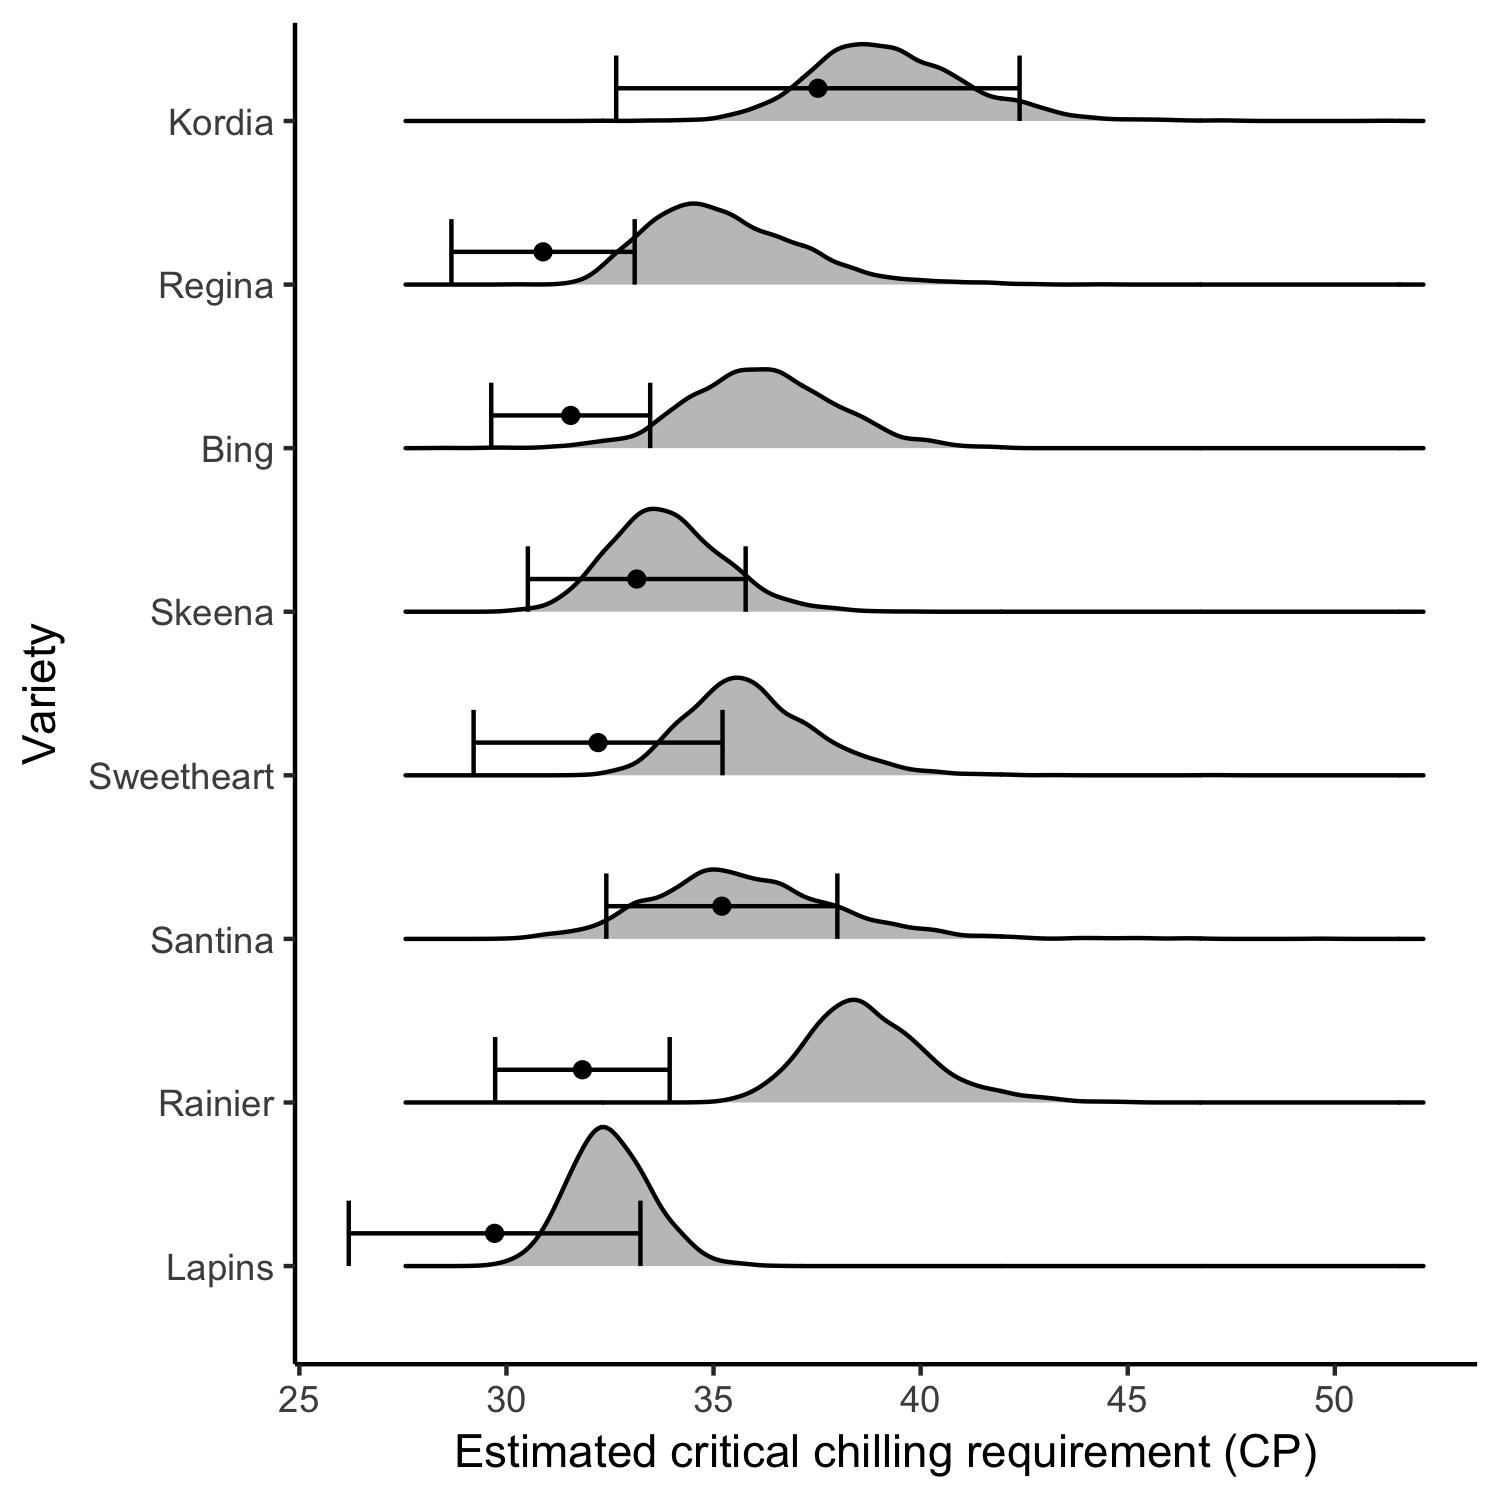 Kordia
Regina
Bing
Skeena
Sweetheart
Santina
Rainier
Lapins
Variety
25 30 35 40 45 50
Estimated critical chilling requirement (CP)